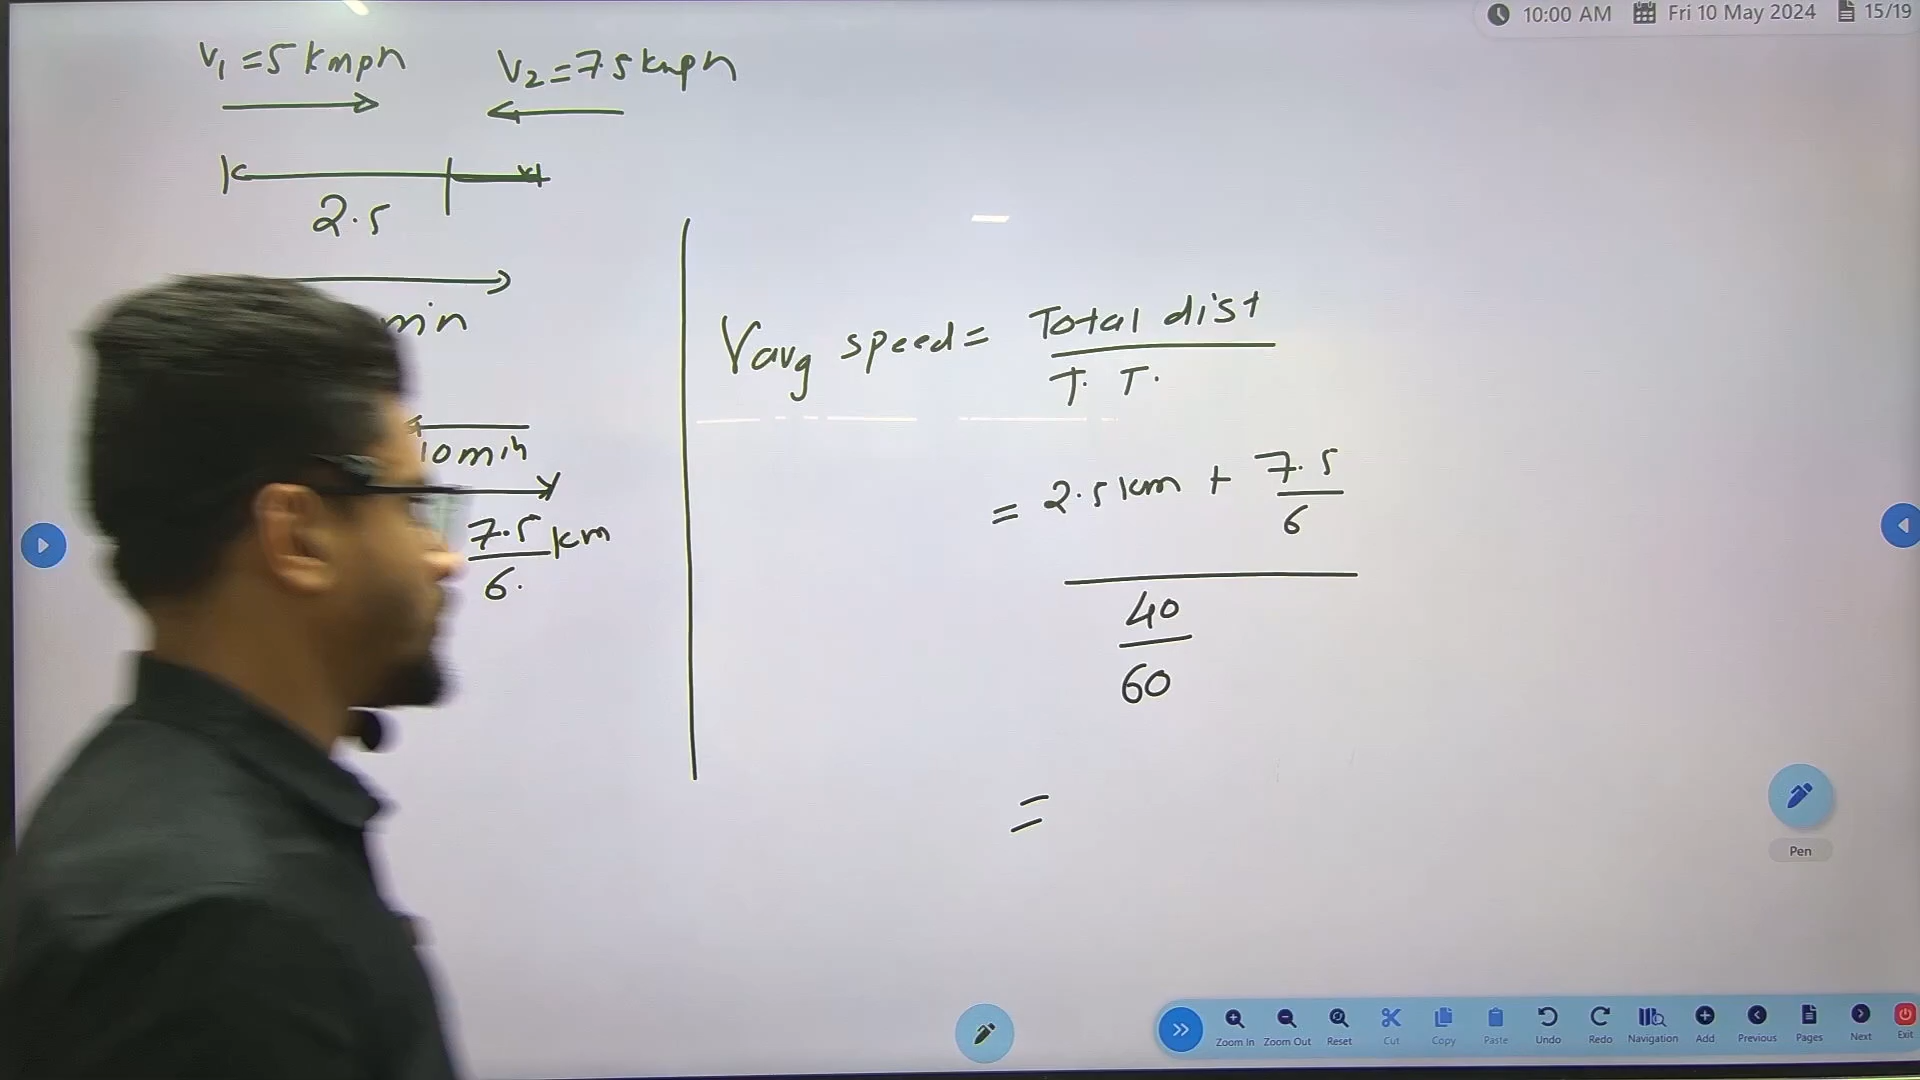 10:00 AM Fri 10 May 2024 15/19
V₁ = 5 kmph
V₂ = 7.5 kmph
2.5
min
10 min
7.5 km
6.
Vavg speed = Total dist
T. T.
= 2.5 km + 7.5
6
40
60
=
Pen
Zoom In Zoom Out Reset Cut Copy Paste Undo Redo Navigation Add Previous Pages Next Exit